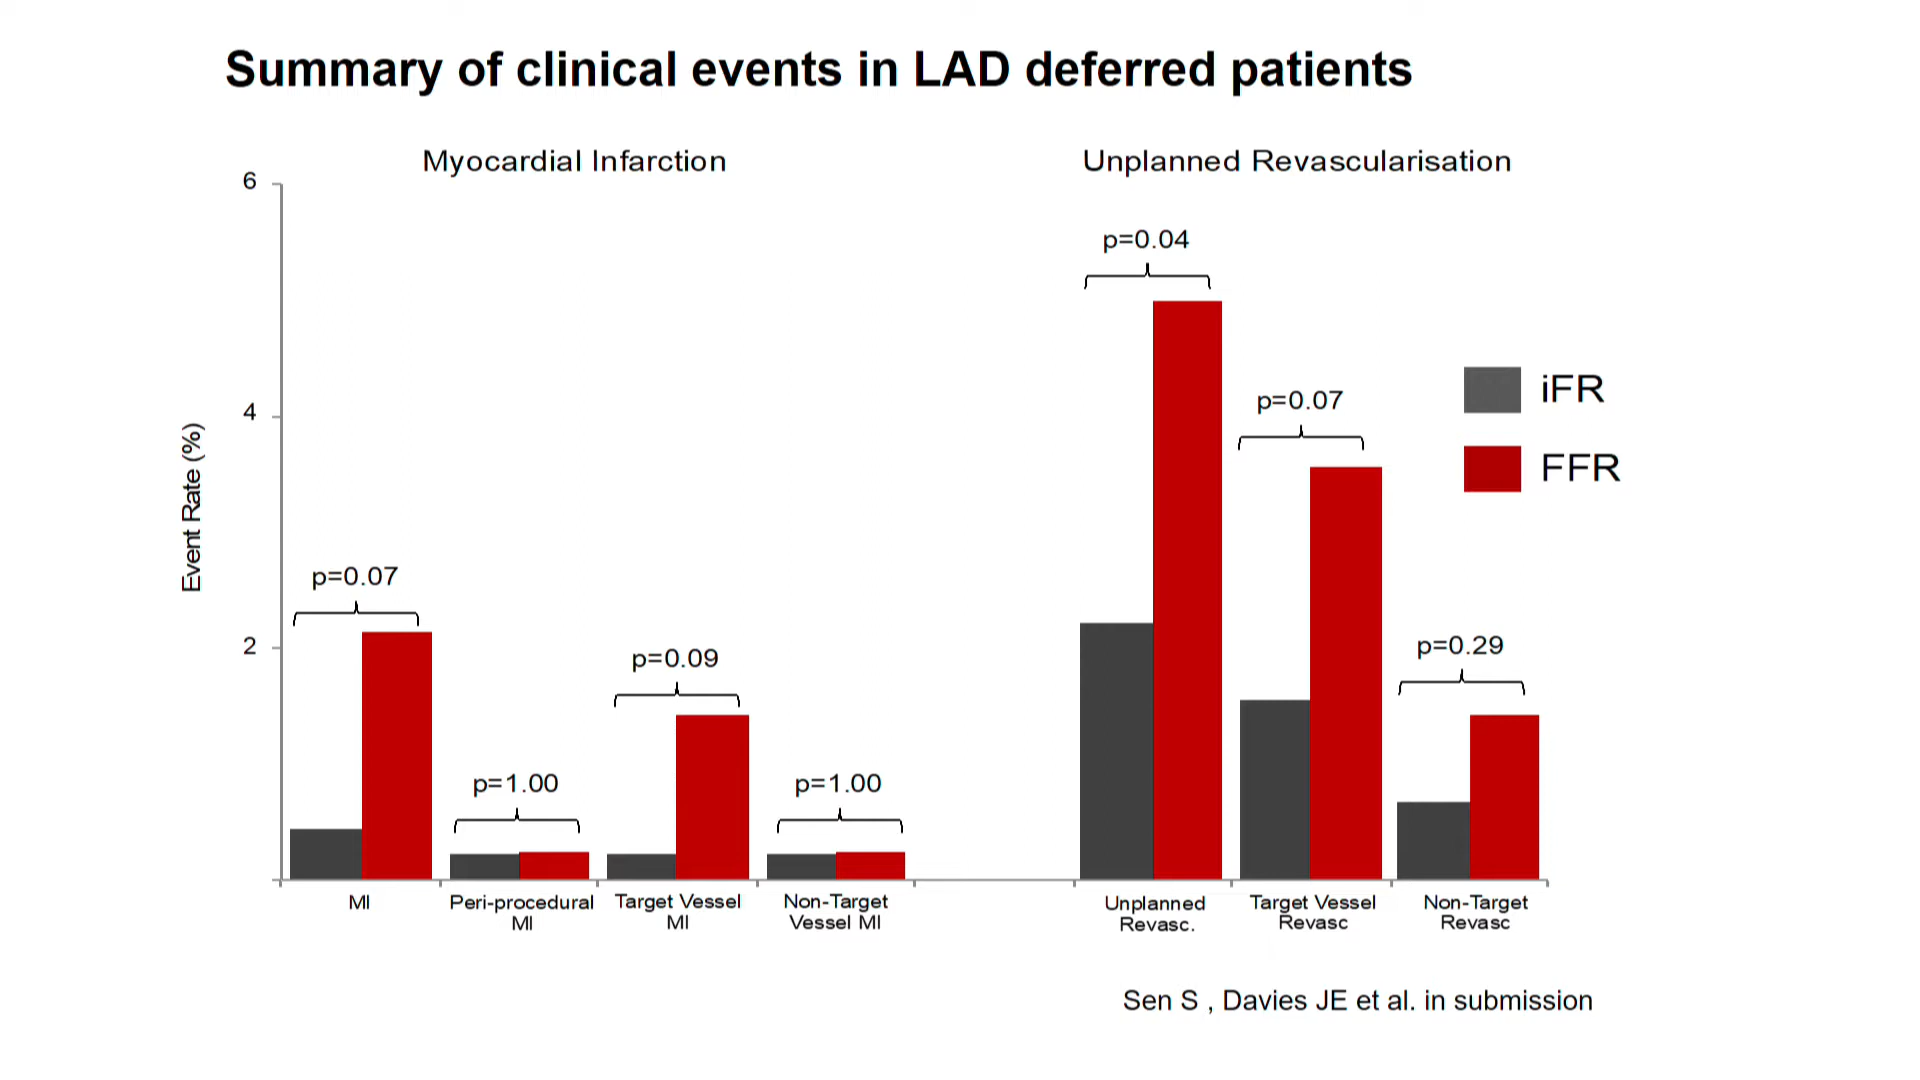 Summary of clinical events in LAD deferred patients
Myocardial Infarction
Unplanned Revascularisation
6
4
2
Event Rate (%)
p=0.07
p=1.00
p=0.09
p=1.00
p=0.04
p=0.07
p=0.29
iFR
FFR
MI
Peri-procedural
MI
Target Vessel
MI
Non-Target
Vessel MI
Unplanned
Revasc.
Target Vessel
Revasc
Non-Target
Revasc
Sen S , Davies JE et al. in submission